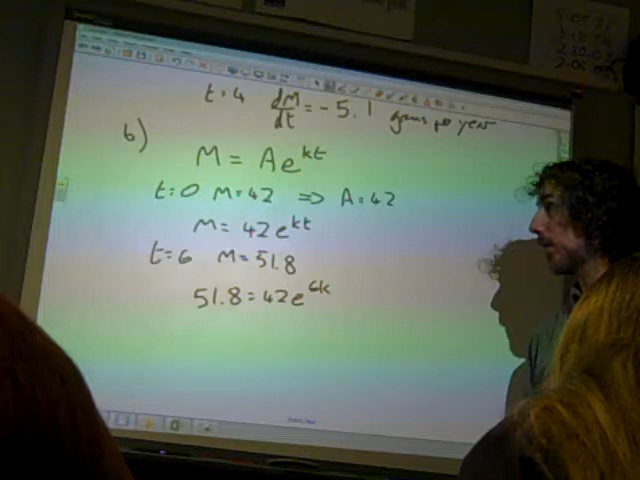 t=4 dM/dt = -5.1 grams per year
b)
M = Ae^kt
t=0 M=42 => A=42
M= 42e^kt
t=6 M=51.8
51.8=42e^6k